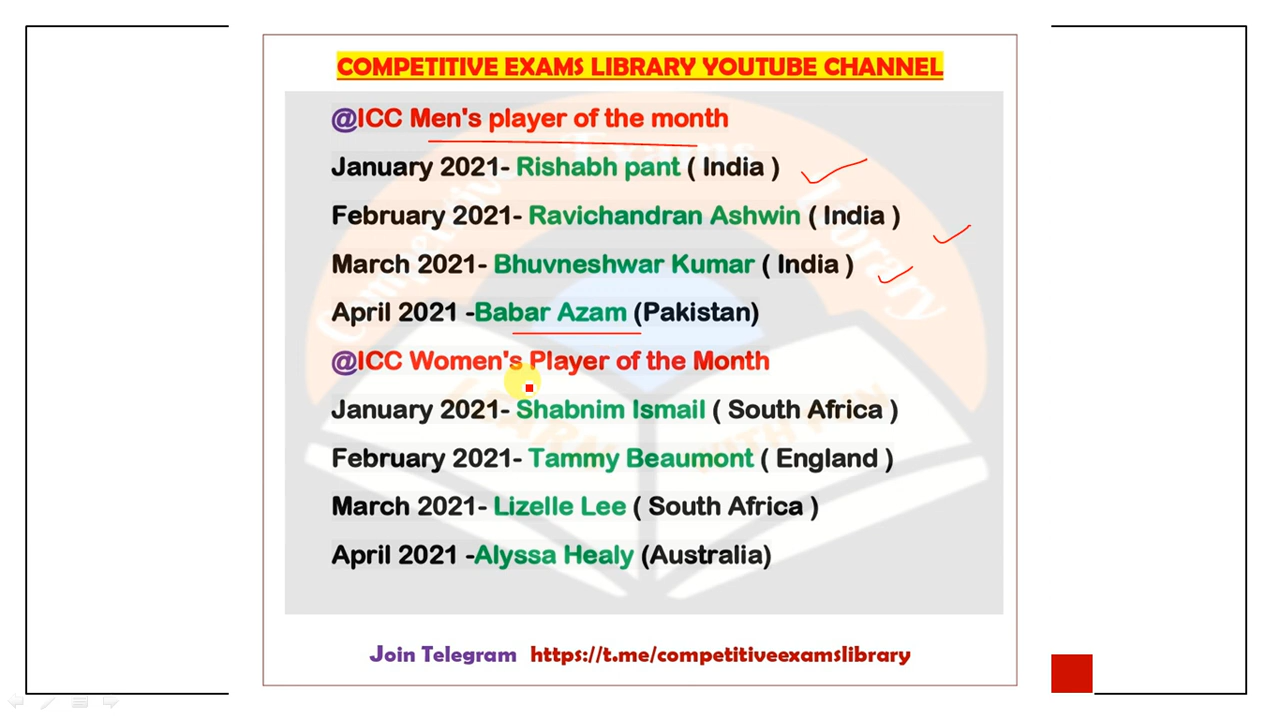 COMPETITIVE EXAMS LIBRARY YOUTUBE CHANNEL
@ICC Men's player of the month
January 2021- Rishabh pant ( India )
February 2021- Ravichandran Ashwin ( India )
March 2021- Bhuvneshwar Kumar ( India )
April 2021 -Babar Azam (Pakistan)
@ICC Women's Player of the Month
January 2021- Shabnim Ismail ( South Africa )
February 2021- Tammy Beaumont ( England )
March 2021- Lizelle Lee ( South Africa )
April 2021 -Alyssa Healy (Australia)
Join Telegram https://t.me/competitiveexamslibrary
Competitive Exams Library